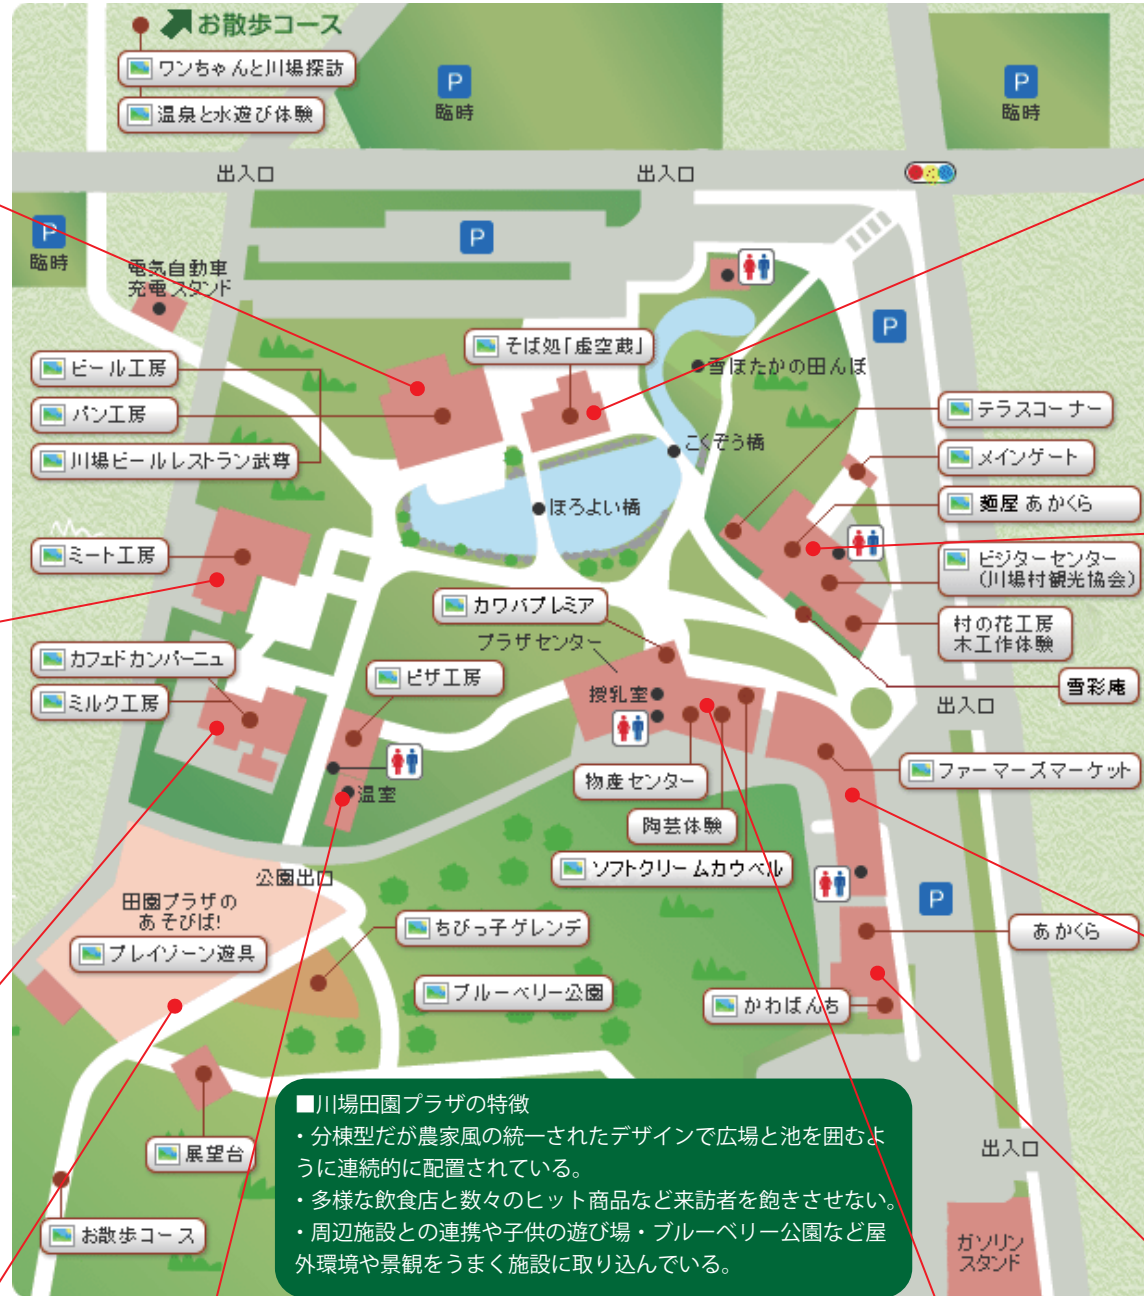 お散歩コース
ワンちゃんと川場探訪
温泉と水遊び体験
P
臨時
P
臨時
出入口
出入口
P
臨時
P
電気自動車
充電スタンド
P
そば処「虚空蔵」
雪ほたかの田んぼ
ビール工房
パン工房
川場ビールレストラン武尊
テラスコーナー
メインゲート
こくぞう橋
麺屋 あかくら
ほろよい橋
ミート工房
ビジターセンター
(川場村観光協会)
カワバプレミア
プラザセンター
村の花工房
木工作体験
カフェドカンパーニュ
ミルク工房
ピザ工房
授乳室
雪彩庵
出入口
物産センター
ファーマーズマーケット
温室
陶芸体験
ソフトクリームカウベル
公園出口
田園プラザの
あそびば!
プレイゾーン遊具
ちびっ子ゲレンデ
P
あかくら
ブルーベリー公園
かわばんち
展望台
お散歩コース
出入口
ガソリン
スタンド
■川場田園プラザの特徴
・分棟型だが農家風の統一されたデザインで広場と池を囲むよ
うに連続的に配置されている。
・多様な飲食店と数々のヒット商品など来訪者を飽きさせない。
・周辺施設との連携や子供の遊び場・ブルーベリー公園など屋
外環境や景観をうまく施設に取り込んでいる。